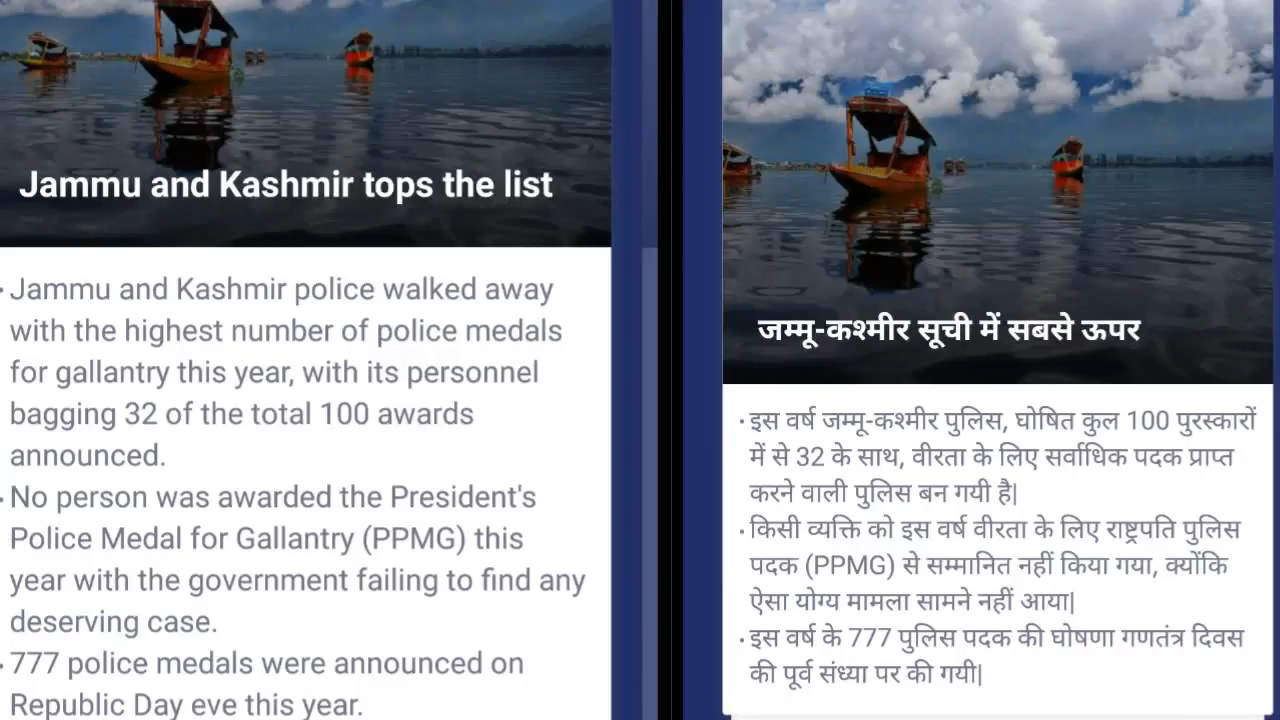 Jammu and Kashmir tops the list
· Jammu and Kashmir police walked away
with the highest number of police medals
for gallantry this year, with its personnel
bagging 32 of the total 100 awards
announced.
· No person was awarded the President's
Police Medal for Gallantry (PPMG) this
year with the government failing to find any
deserving case.
· 777 police medals were announced on
Republic Day eve this year.
जम्मू-कश्मीर सूची में सबसे ऊपर
· इस वर्ष जम्मू-कश्मीर पुलिस, घोषित कुल 100 पुरस्कारों
में से 32 के साथ, वीरता के लिए सर्वाधिक पदक प्राप्त
करने वाली पुलिस बन गयी है|
· किसी व्यक्ति को इस वर्ष वीरता के लिए राष्ट्रपति पुलिस
पदक (PPMG) से सम्मानित नहीं किया गया, क्योंकि
ऐसा योग्य मामला सामने नहीं आया|
· इस वर्ष के 777 पुलिस पदक की घोषणा गणतंत्र दिवस
की पूर्व संध्या पर की गयी|